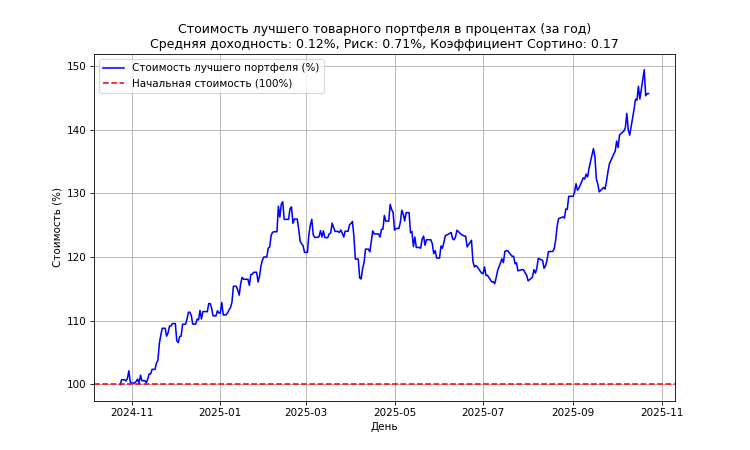 Стоимость лучшего товарного портфеля в процентах (за год)
Средняя доходность: 0.12%, Риск: 0.71%, Коэффициент Сортино: 0.17
Стоимость лучшего портфеля (%)
Начальная стоимость (100%)
Стоимость (%)
150
140
130
120
110
100
2024-11
2025-01
2025-03
2025-05
2025-07
2025-09
2025-11
День